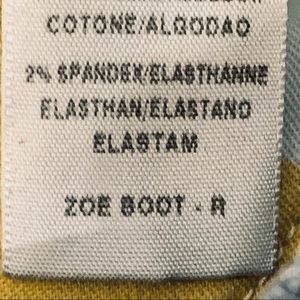 COTONE/ALGODAO
2% SPANDEX/ELASTHANNE
ELASTHAN/ELASTANO
ELASTAM
ZOE BOOT - R